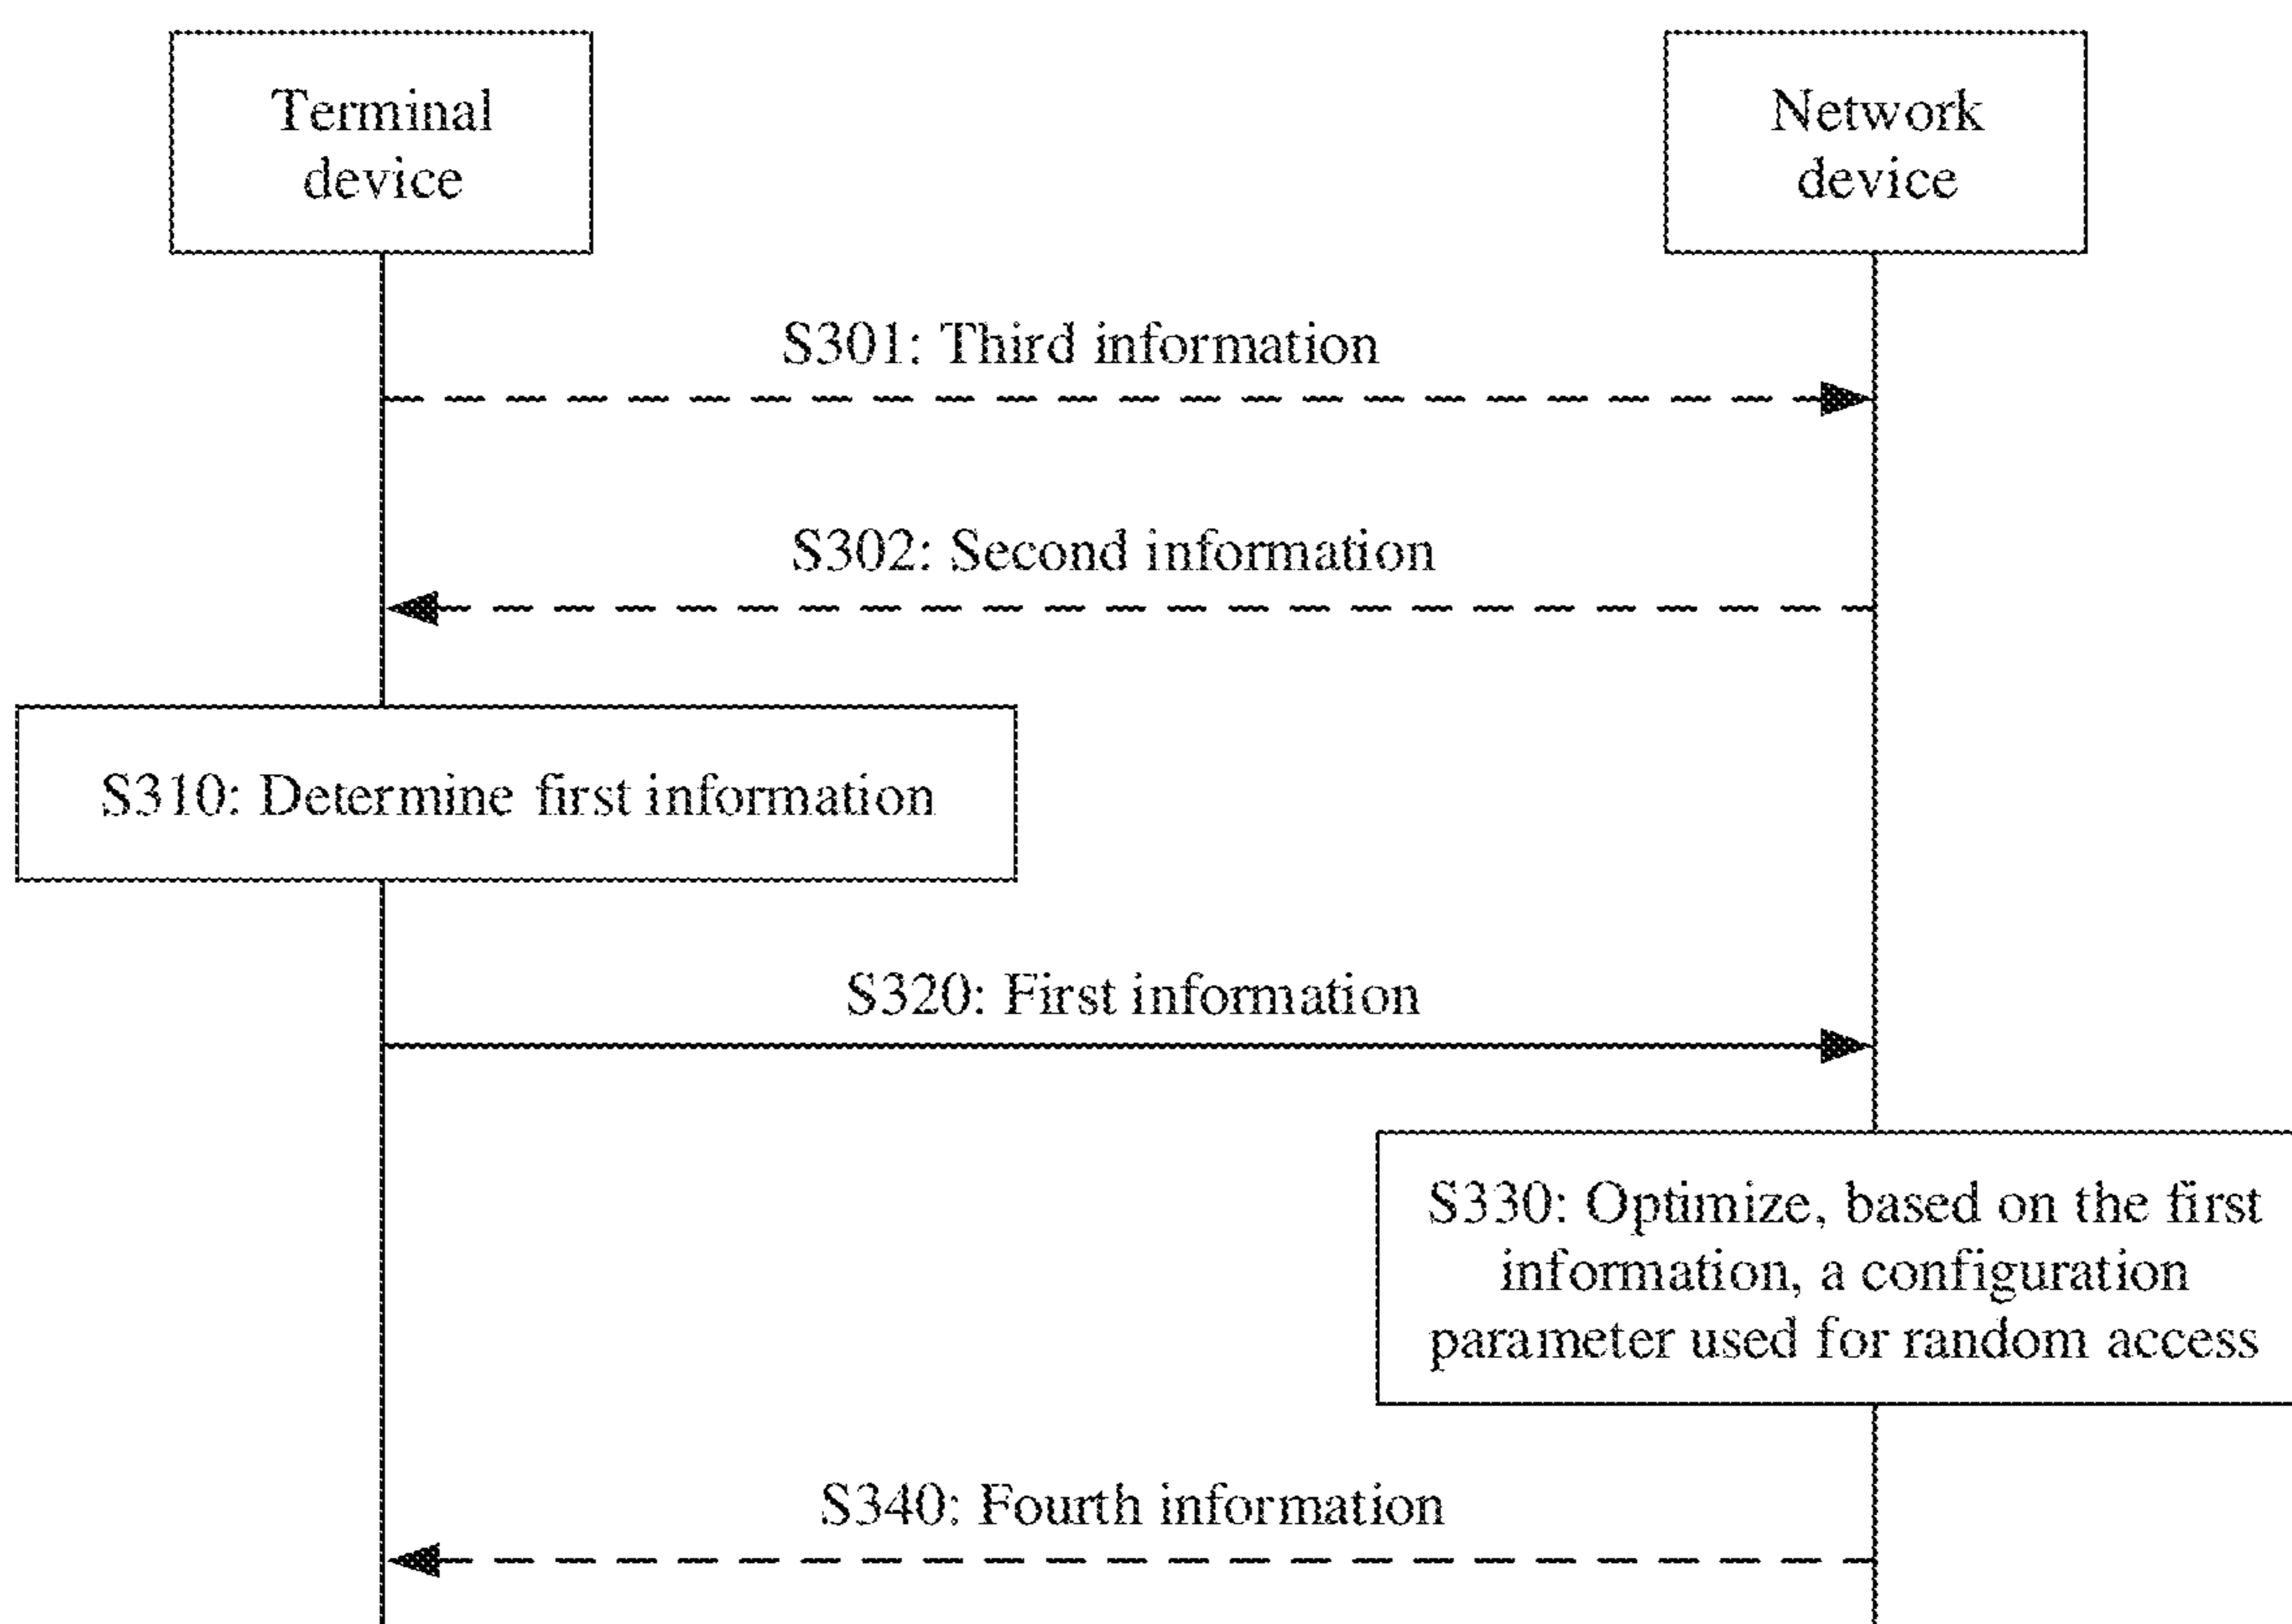 Terminal
device
Network
device
S301: Third information
S302: Second information
S310: Determine first information
S320: First information
S330: Optimize, based on the first
information, a configuration
parameter used for random access
S340: Fourth information